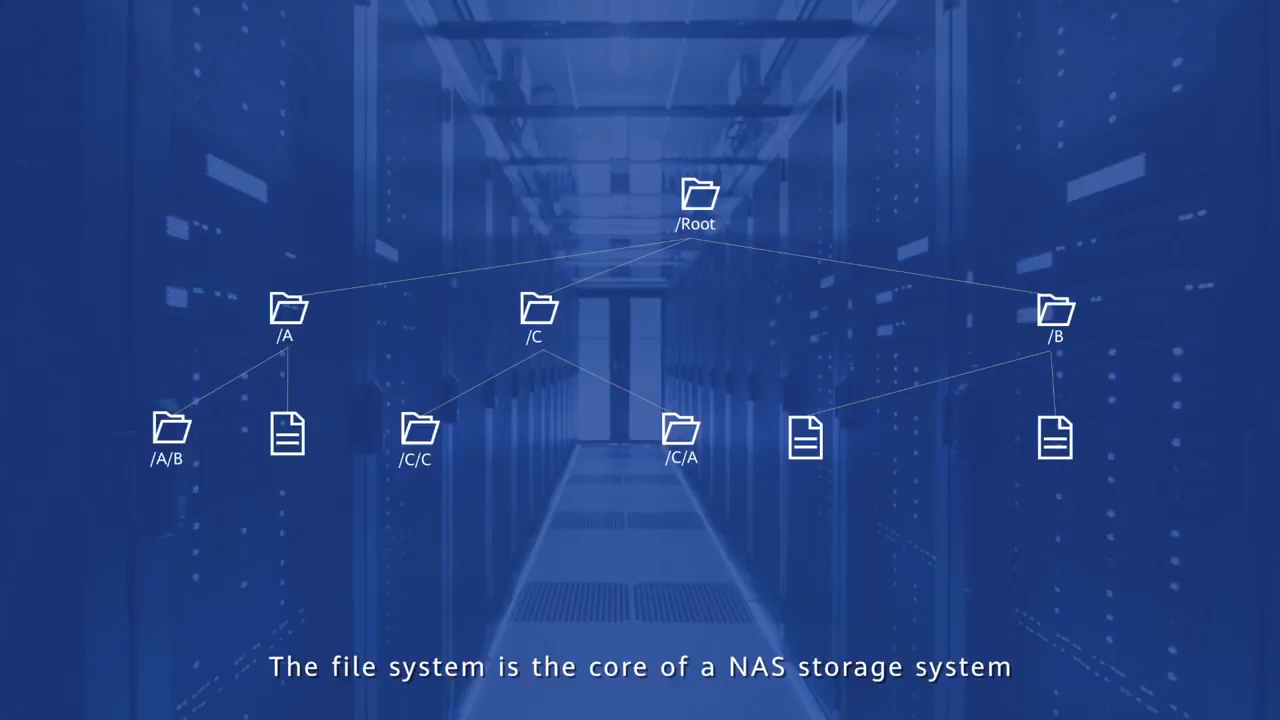 /Root
/A
/C
/B
/A/B
/C/C
/C/A
The file system is the core of a NAS storage system